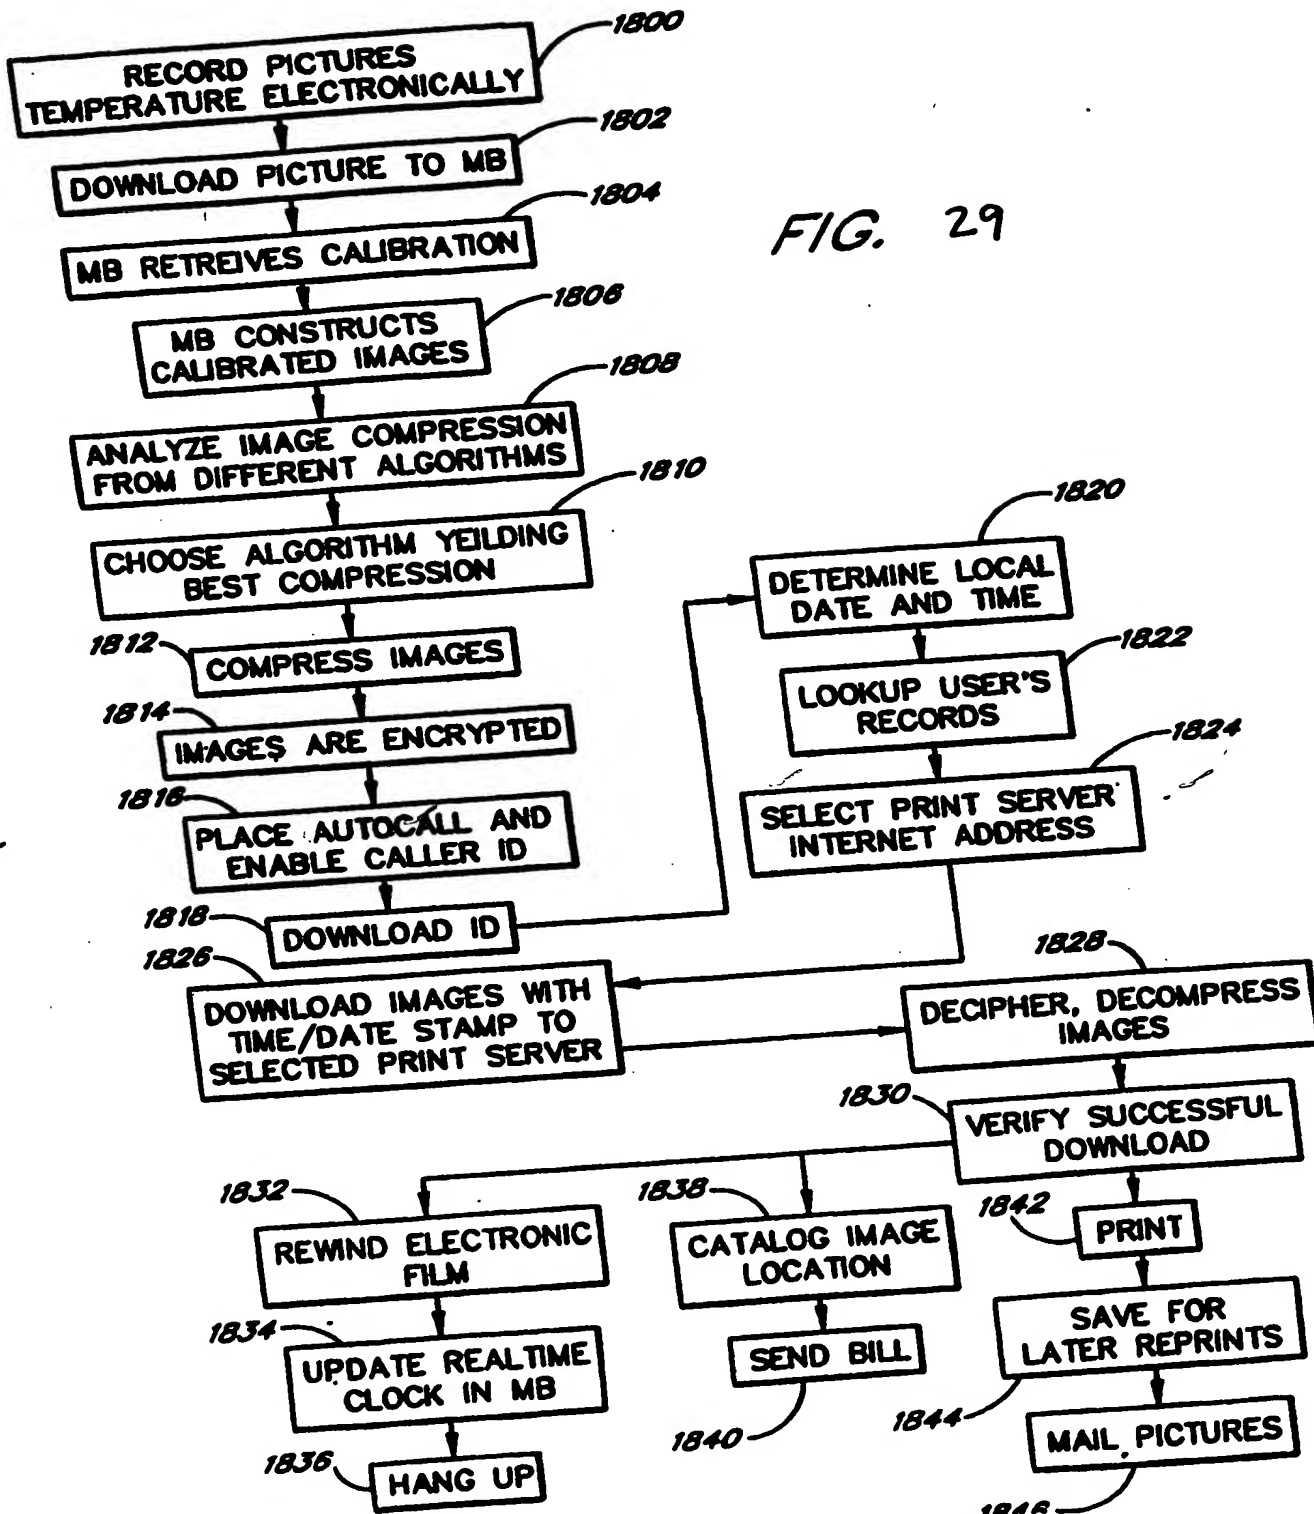 1800
RECORD PICTURES
TEMPERATURE ELECTRONICALLY
1802
DOWNLOAD PICTURE TO MB
1804
MB RETREIVES CALIBRATION
FIG. 29
1806
MB CONSTRUCTS
CALIBRATED IMAGES
1808
ANALYZE IMAGE COMPRESSION
FROM DIFFERENT ALGORITHMS
1810
CHOOSE ALGORITHM YEILDING
BEST COMPRESSION
1812
COMPRESS IMAGES
1814
IMAGES ARE ENCRYPTED
1816
PLACE AUTOCALL AND
ENABLE CALLER ID
1818
DOWNLOAD ID
1820
DETERMINE LOCAL
DATE AND TIME
1822
LOOKUP USER'S
RECORDS
1824
SELECT PRINT SERVER
INTERNET ADDRESS
1826
DOWNLOAD IMAGES WITH
TIME/DATE STAMP TO
SELECTED PRINT SERVER
1828
DECIPHER, DECOMPRESS
IMAGES
1830
VERIFY SUCCESSFUL
DOWNLOAD
1832
REWIND ELECTRONIC
FILM
1834
UPDATE REALTIME
CLOCK IN MB
1836
HANG UP
1838
CATALOG IMAGE
LOCATION
SEND BILL
1840
1842
PRINT
SAVE FOR
LATER REPRINTS
1844
MAIL PICTURES
1846